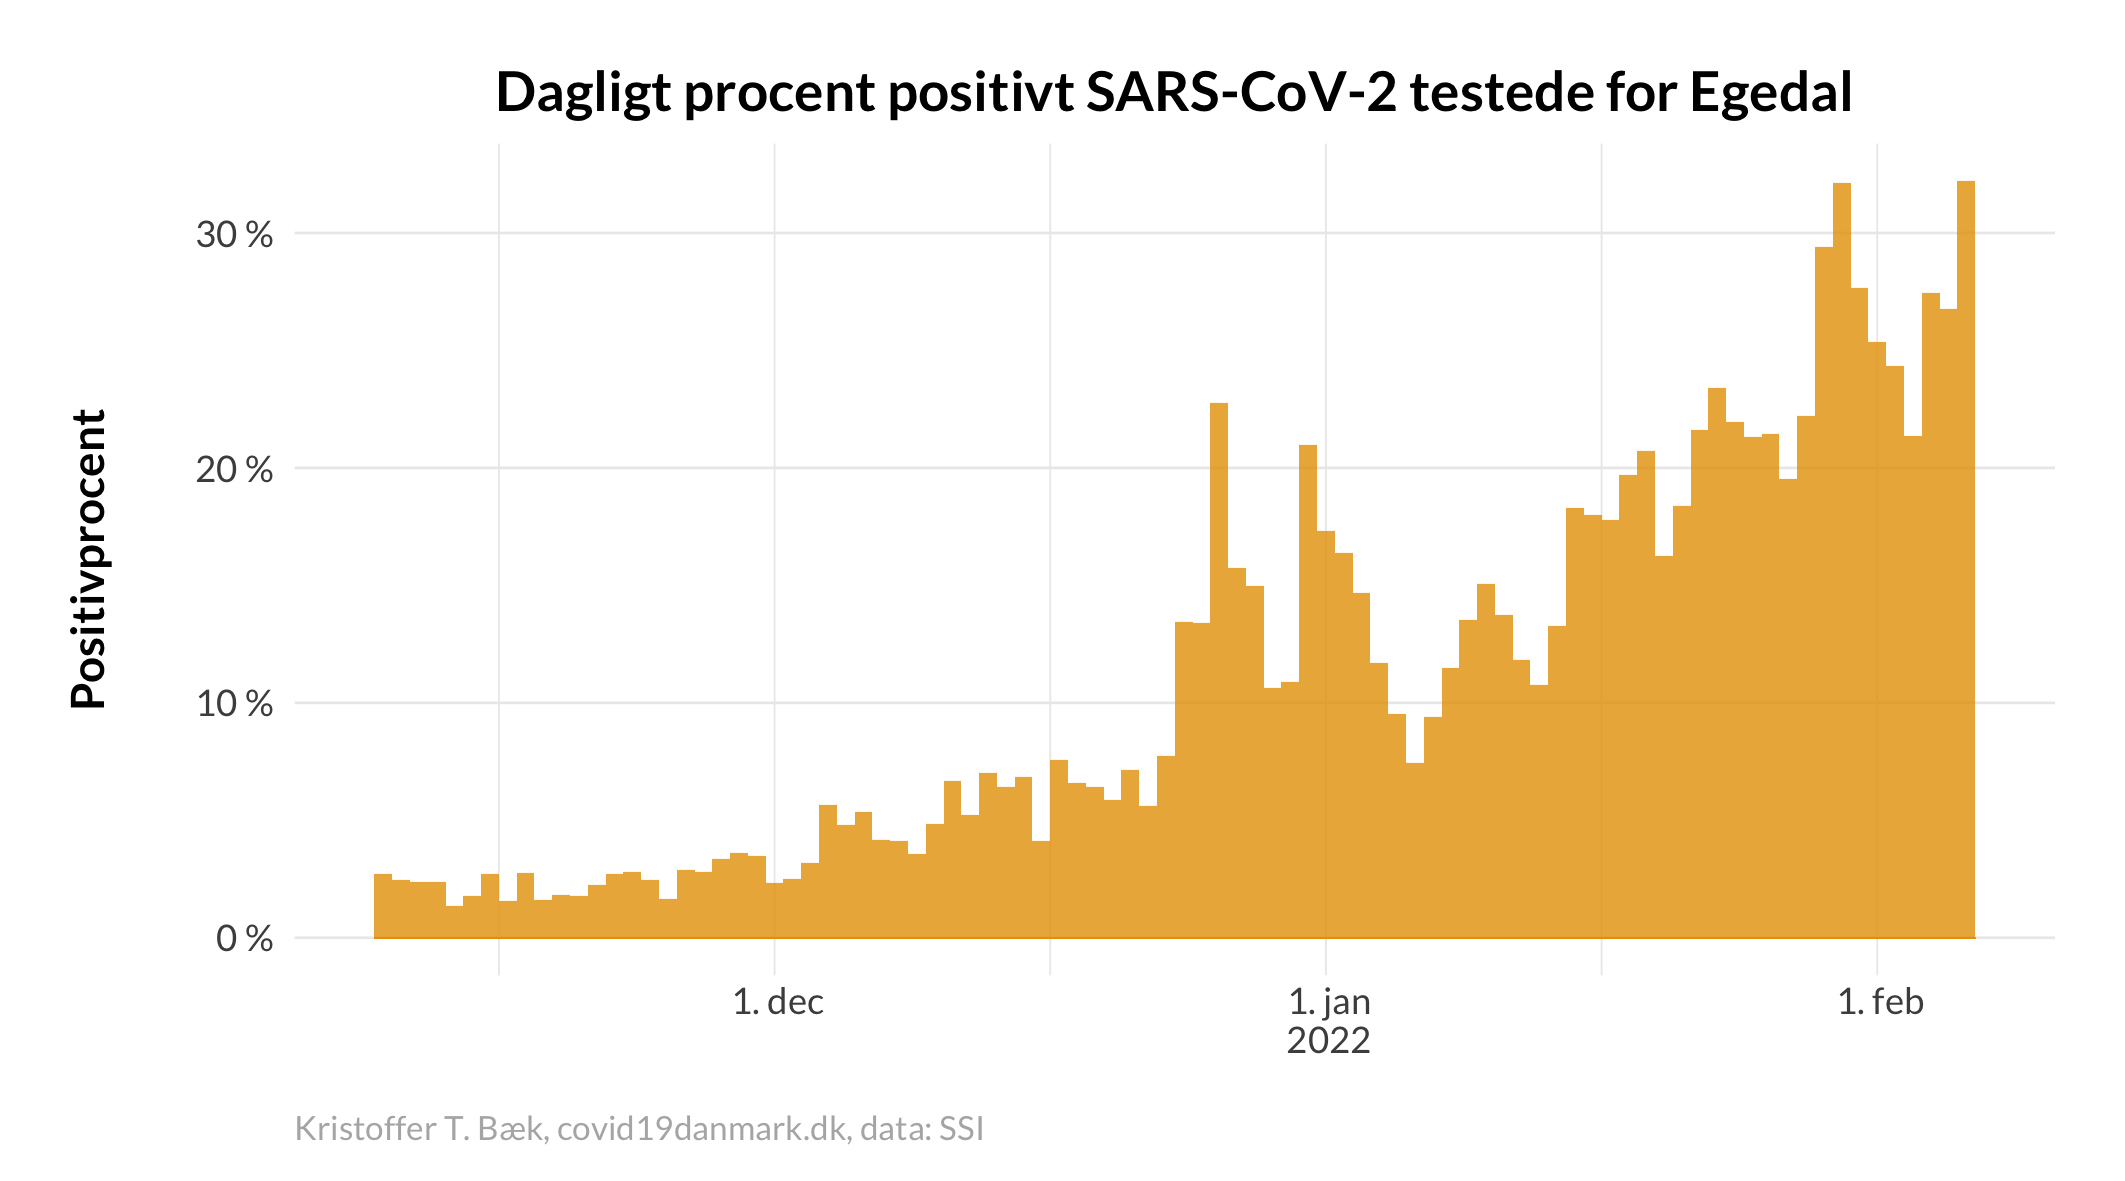 Dagligt procent positivt SARS-CoV-2 testede for Egedal
Positivprocent
30 %
20 %
10 %
0 %
1. dec
1. jan
2022
1. feb
Kristoffer T. Bæk, covid19danmark.dk, data: SSI